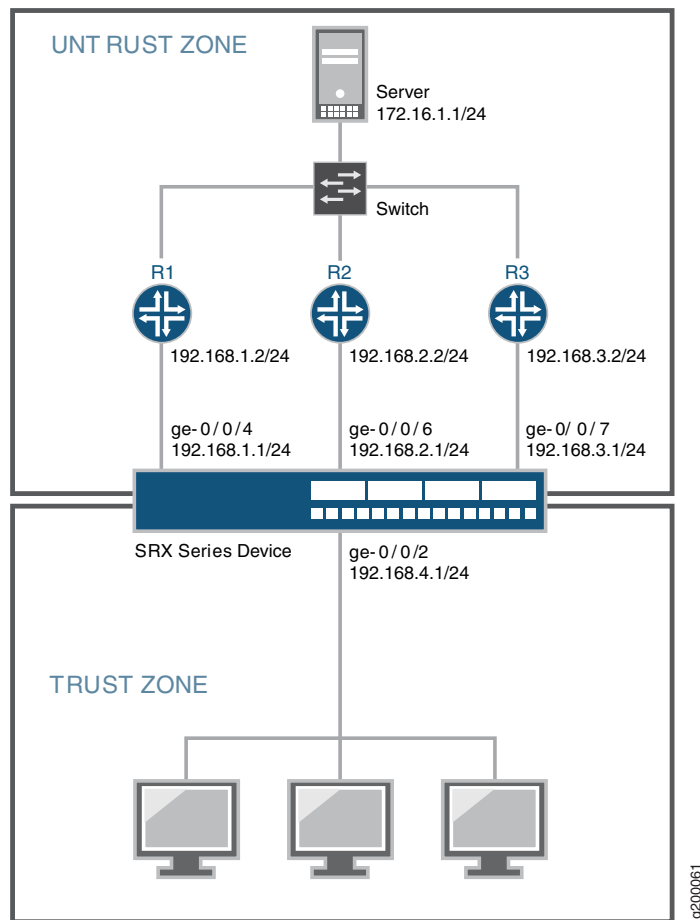 UNT RUST ZONE
Server
172.16.1.1/24
Switch
R1
R2
R3
192.168.1.2/24
192.168.2.2/24
192.168.3.2/24
ge-0/0/4
192.168.1.1/24
ge-0/0/6
192.168.2.1/24
ge-0/ 0/7
192.168.3.1/24
SRX Series Device
ge-0/0/2
192.168.4.1/24
TRUST ZONE
g200061